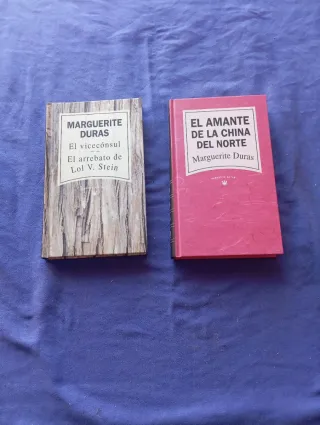 MARGUERITE
DURAS
El vicecónsul
El arrebato de
Lol V. Stein
EL AMANTE
DE LA CHINA
DEL NORTE
Marguerite Duras